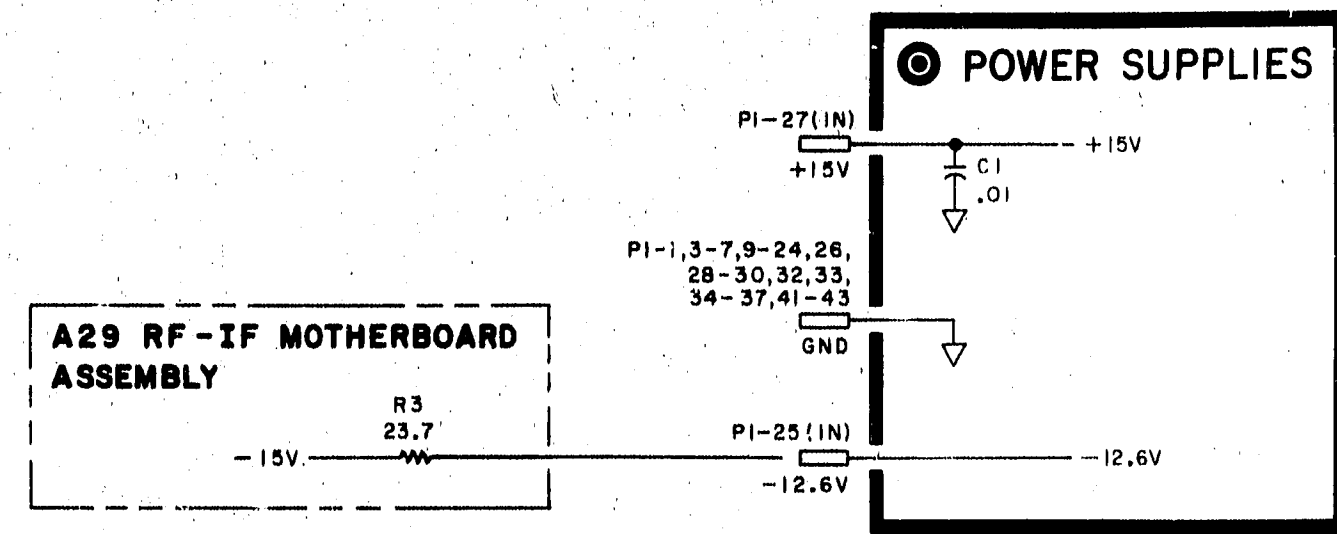 POWER SUPPLIES
P1-27(IN)
+15V
+15V
C1
.01
P1-1,3-7,9-24,26,
28-30,32,33,
34-37,41-43
GND
A29 RF-IF MOTHERBOARD
ASSEMBLY
R3
23.7
-15V
P1-25(IN)
-12.6V
-12.6V